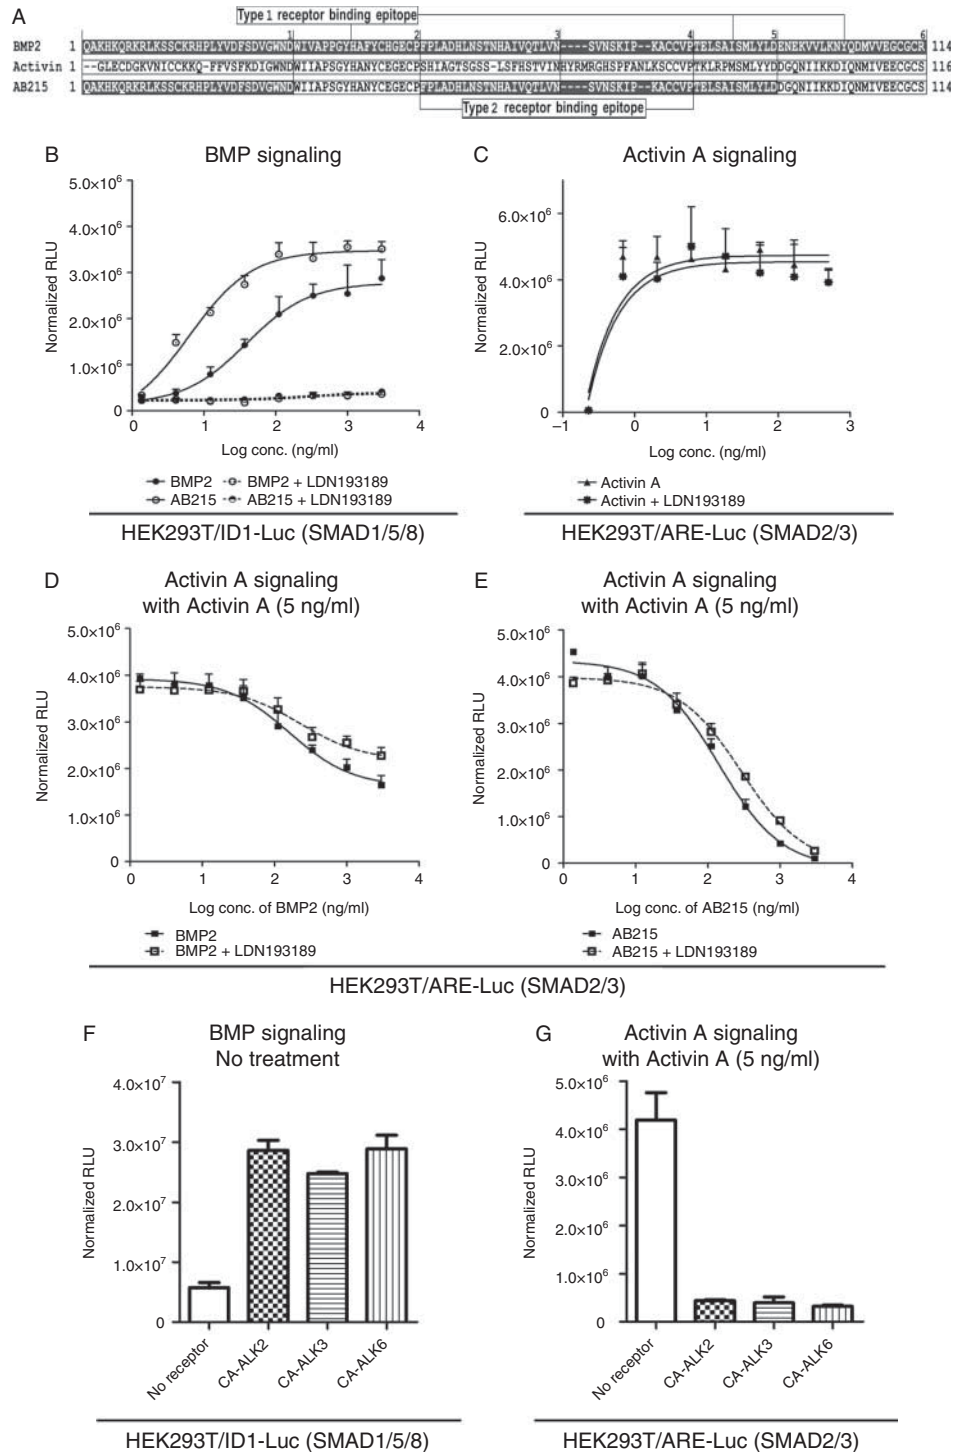 A
Type 1 receptor binding epitope
1 2 3 4 5 6
BMP2 1 QAKHKQRKRLKSSCKRHPLYVDFSDVGWNDWIVAPPGYHAFYCHGECPFPLADHLNSTNHAIVQTLVN----SVNSKIP--KACCVPTELSAISMLYLDENEKVVLKNYQDMVVEGCGCR 114
Activin 1 --GLECDGKVNICCKKQ-FFVSFKDIGWNDWIIAPSGYHANYCEGECPSHIAGTSGSS-LSFHSTVINHYRMRGHSPFANLKSCCVPTKLRPMSMLYYDDGQNIIKKDIQNMIVEECGCS 116
AB215 1 QAKHKQRKRLKSSCKRHPLYVDFSDVGWNDWIIAPSGYHANYCEGECPFPLADHLNSTNHAIVQTLVN----SVNSKIP--KACCVPTELSAISMLYLDDGQNIIKKDIQNMIVEECGCS 114
Type 2 receptor binding epitope
B BMP signaling
Normalized RLU
5.0×10⁶
4.0×10⁶
3.0×10⁶
2.0×10⁶
1.0×10⁶
0
0 1 2 3 4
Log conc. (ng/ml)
BMP2 BMP2 + LDN193189
AB215 AB215 + LDN193189
HEK293T/ID1-Luc (SMAD1/5/8)
C Activin A signaling
Normalized RLU
6.0×10⁶
4.0×10⁶
2.0×10⁶
0
–1 0 1 2 3
Log conc. (ng/ml)
Activin A
Activin + LDN193189
HEK293T/ARE-Luc (SMAD2/3)
D Activin A signaling
with Activin A (5 ng/ml)
Normalized RLU
5.0×10⁶
4.0×10⁶
3.0×10⁶
2.0×10⁶
1.0×10⁶
0
0 1 2 3 4
Log conc. of BMP2 (ng/ml)
BMP2
BMP2 + LDN193189
E Activin A signaling
with Activin A (5 ng/ml)
Normalized RLU
5.0×10⁶
4.0×10⁶
3.0×10⁶
2.0×10⁶
1.0×10⁶
0
0 1 2 3 4
Log conc. of AB215 (ng/ml)
AB215
AB215 + LDN193189
HEK293T/ARE-Luc (SMAD2/3)
F BMP signaling
No treatment
Normalized RLU
4.0×10⁷
3.0×10⁷
2.0×10⁷
1.0×10⁷
0
No receptor CA-ALK2 CA-ALK3 CA-ALK6
HEK293T/ID1-Luc (SMAD1/5/8)
G Activin A signaling
with Activin A (5 ng/ml)
Normalized RLU
5.0×10⁶
4.0×10⁶
3.0×10⁶
2.0×10⁶
1.0×10⁶
0
No receptor CA-ALK2 CA-ALK3 CA-ALK6
HEK293T/ARE-Luc (SMAD2/3)